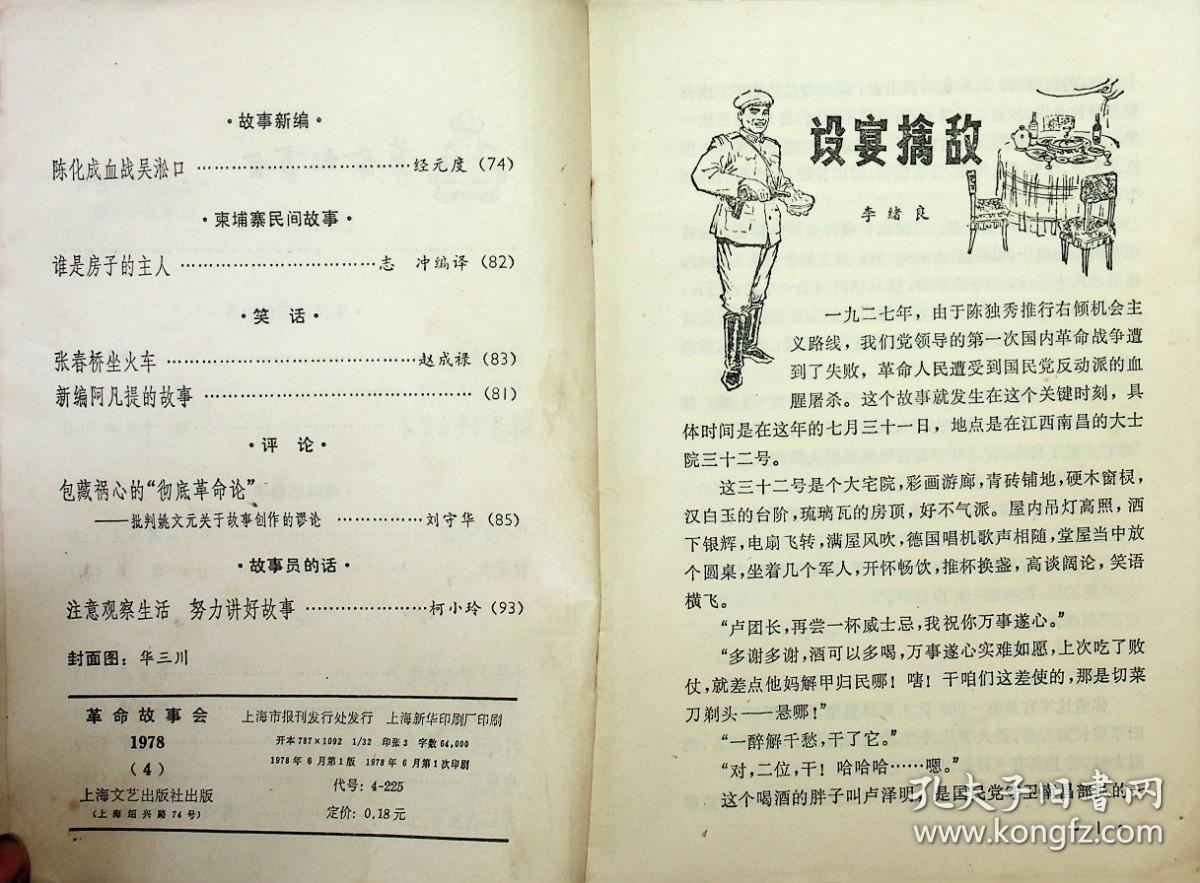 ·故事新编·
陈化成血战吴淞口 ……………………………经元度 (74)
·柬埔寨民间故事·
谁是房子的主人 …………………………志　冲编译 (82)
·笑　话·
张春桥坐火车 …………………………………赵成禄 (83)
新编阿凡提的故事 …………………………………… (81)
·评　论·
包藏祸心的“彻底革命论”
——批判姚文元关于故事创作的谬论 ……………刘守华 (85)
·故事员的话·
注意观察生活　努力讲好故事 …………………柯小玲 (93)
封面图：华三川
革命故事会
1978
(4)
上海文艺出版社出版
(上海绍兴路74号)
上海市报刊发行处发行　上海新华印刷厂印刷
开本787×1092　1/32　印张3　字数64,000
1978年6月第1版　1978年6月第1次印刷
代号：4-225
定价：0.18元
设宴擒敌
李绪良
一九二七年，由于陈独秀推行右倾机会主
义路线，我们党领导的第一次国内革命战争遭
到了失败，革命人民遭受到国民党反动派的血
腥屠杀。这个故事就发生在这个关键时刻，具
体时间是在这年的七月三十一日，地点是在江西南昌的大士
院三十二号。
这三十二号是个大宅院，彩画游廊，青砖铺地，硬木窗棂，
汉白玉的台阶，琉璃瓦的房顶，好不气派。屋内吊灯高照，洒
下银辉，电扇飞转，满屋风吹，德国唱机歌声相随，堂屋当中放
个圆桌，坐着几个军人，开怀畅饮，推杯换盏，高谈阔论，笑语
横飞。
“卢团长，再尝一杯威士忌，我祝你万事遂心。”
“多谢多谢，酒可以多喝，万事遂心实难如愿，上次吃了败
仗，就差点他妈解甲归民哪！嗐！干咱们这差使的，那是切菜
刀剃头——悬哪！”
“一醉解千愁，干了它。”
“对，二位，干！哈哈哈……嗯。”
这个喝酒的胖子叫卢泽明，是国民党守卫南昌部队的一
· 1 ·
孔夫子旧书网
www.kongfz.com